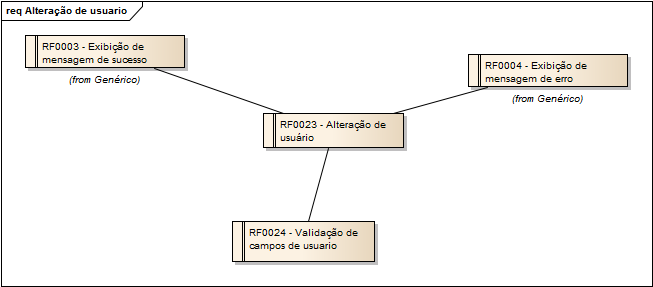 req Alteração de usuario
RF0003 - Exibição de
mensagem de sucesso
(from Genérico)
RF0004 - Exibição de
mensagem de erro
(from Genérico)
RF0023 - Alteração de
usuário
RF0024 - Validação de
campos de usuario